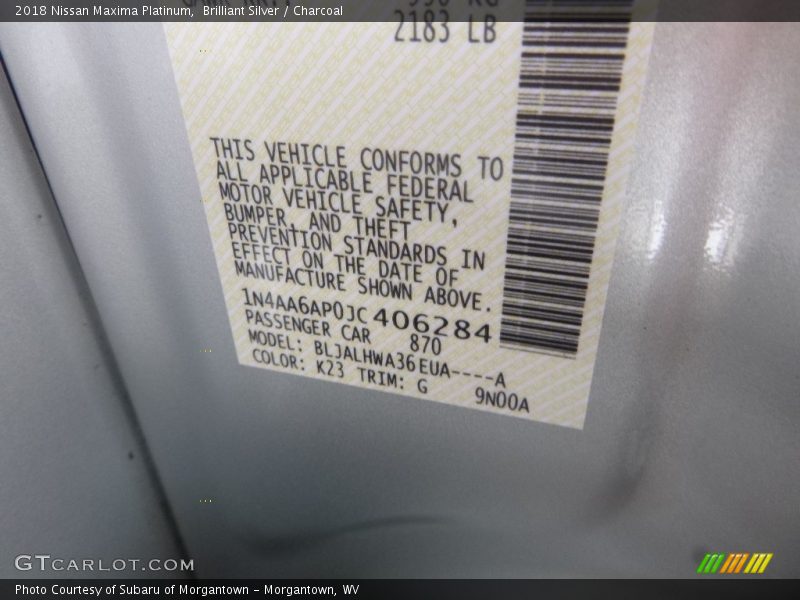 2018 Nissan Maxima Platinum,  Brilliant Silver / Charcoal
2183 LB
THIS VEHICLE CONFORMS TO
ALL APPLICABLE FEDERAL
MOTOR VEHICLE SAFETY,
BUMPER, AND THEFT
PREVENTION STANDARDS IN
EFFECT ON THE DATE OF
MANUFACTURE SHOWN ABOVE.
1N4AA6AP0JC406284
PASSENGER CAR 870
MODEL: BLJALHWA36EUA----A
COLOR: K23 TRIM: G 9N00A
GTCARLOT.COM
Photo Courtesy of Subaru of Morgantown - Morgantown, WV